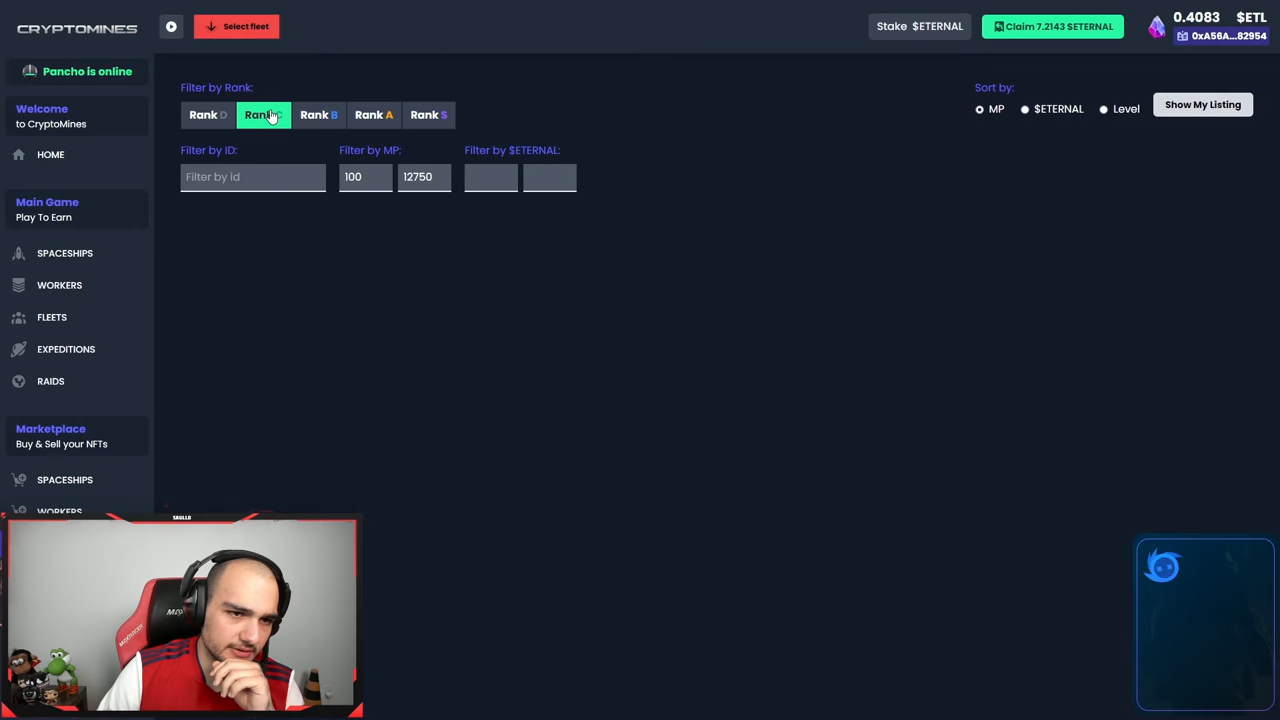 CRYPTOMINES
Select fleet
Stake $ETERNAL
Claim 7.2143 $ETERNAL
0.4083 $ETL
0xA56A...82954
Pancho is online
Welcome
to CryptoMines
HOME
Main Game
Play To Earn
SPACESHIPS
WORKERS
FLEETS
EXPEDITIONS
RAIDS
Marketplace
Buy & Sell your NFTs
SPACESHIPS
WORKERS
Filter by Rank:
Rank D
Rank C
Rank B
Rank A
Rank S
Filter by ID:
Filter by id
Filter by MP:
100
12750
Filter by $ETERNAL:
Sort by:
MP
$ETERNAL
Level
Show My Listing